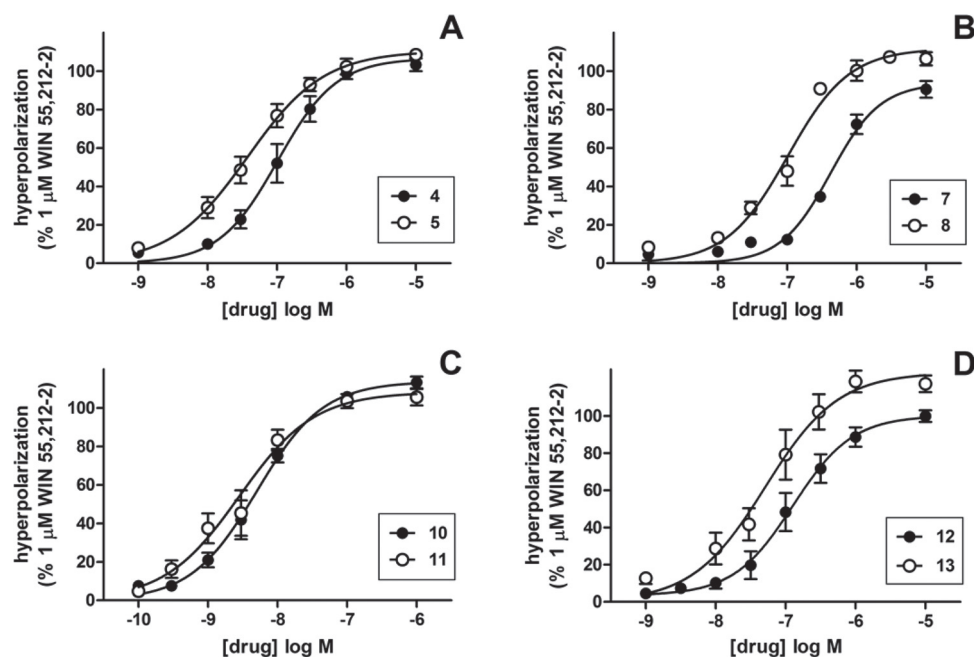 A
hyperpolarization
(% 1 μM WIN 55,212-2)
100
80
60
40
20
0
4
5
-9 -8 -7 -6 -5
[drug] log M
B
hyperpolarization
(% 1 μM WIN 55,212-2)
100
80
60
40
20
0
7
8
-9 -8 -7 -6 -5
[drug] log M
C
hyperpolarization
(% 1 μM WIN 55,212-2)
100
80
60
40
20
0
10
11
-10 -9 -8 -7 -6
[drug] log M
D
hyperpolarization
(% 1 μM WIN 55,212-2)
100
80
60
40
20
0
12
13
-9 -8 -7 -6 -5
[drug] log M